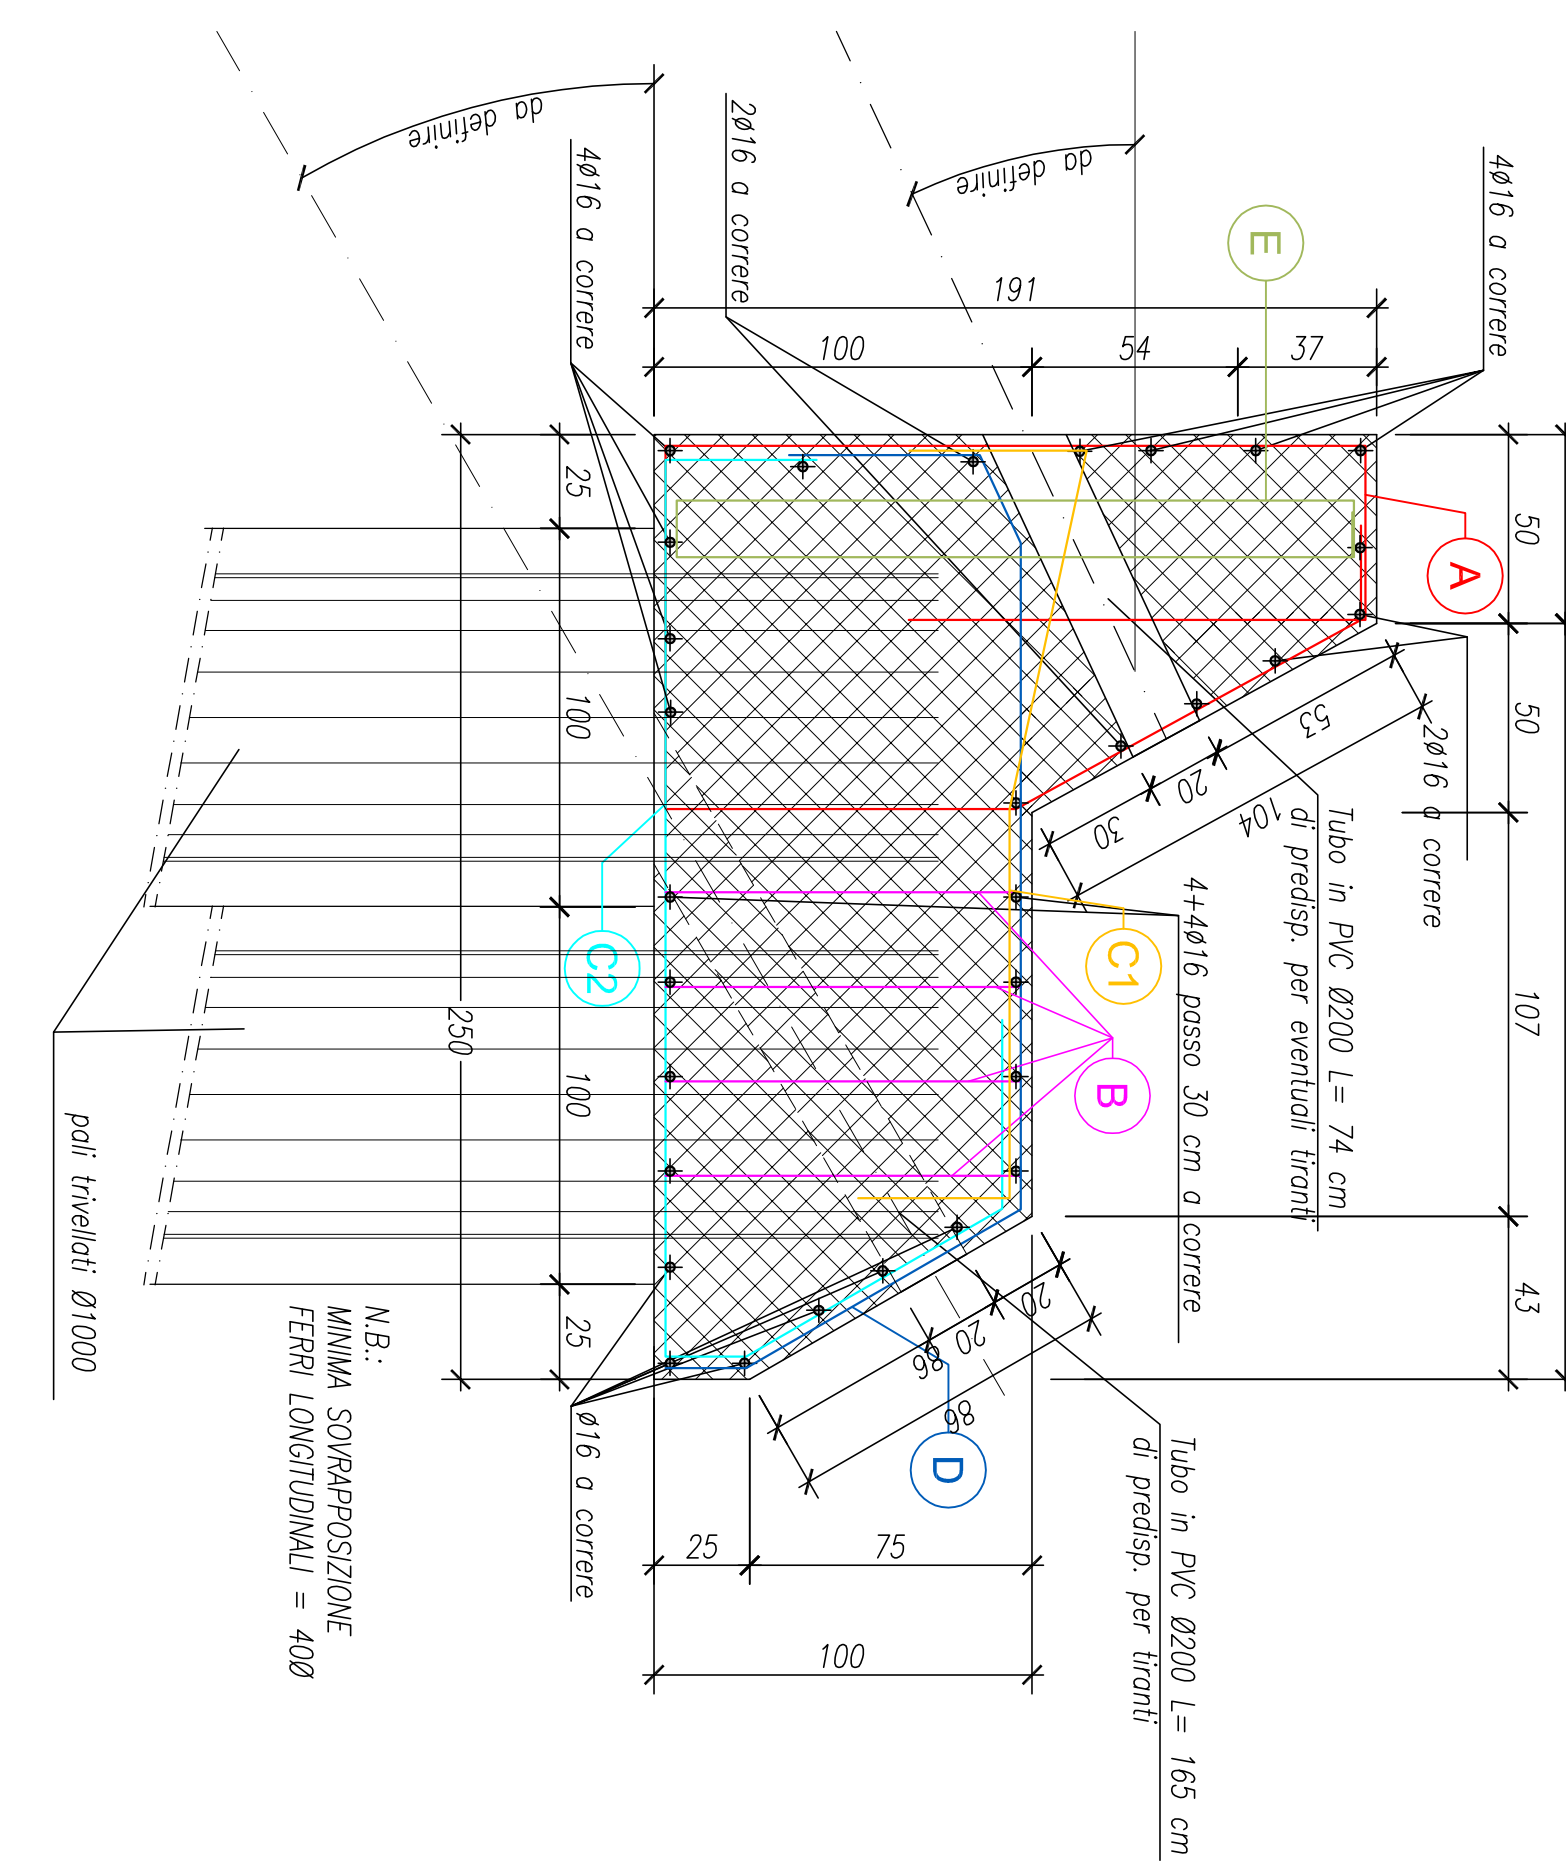 4ø16 a correre
2ø16 a correre
4ø16 a correre
da definire
da definire
E
191
100
54
37
50
50
107
43
A
25
100
100
25
250
53
20
30
104
2ø16 a correre
Tubo in PVC Ø200 L= 74 cm
di predisp. per eventuali tiranti
4+4ø16 passo 30 cm a correre
C1
C2
B
D
20
20
86
86
Tubo in PVC Ø200 L= 165 cm
di predisp. per tiranti
ø16 a correre
25
75
100
pali trivellati Ø1000
N.B.:
MINIMA SOVRAPPOSIZIONE
FERRI LONGITUDINALI = 40Ø